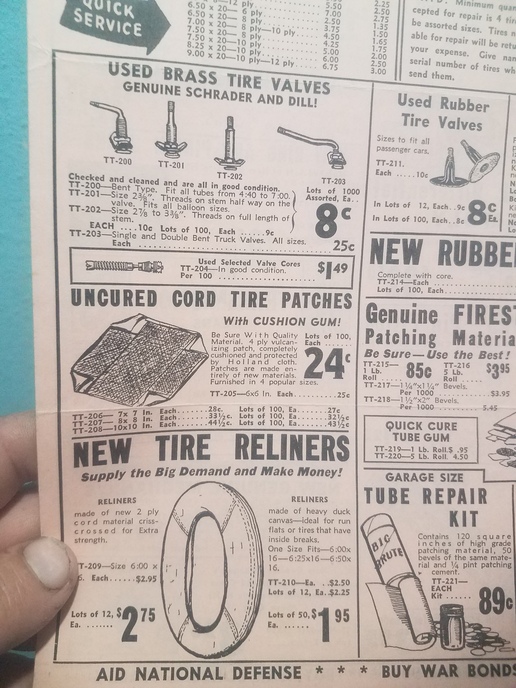 QUICK
SERVICE
6.50 x 20— 8 ply 7.00
7.00 x 20— 8 ply—10 ply 4.50
7.50 x 20— 8 ply 4.25
8.25 x 20—10 ply 5.00
9.00 x 20—10 ply—12 ply 6.75
2.25
2.50
2.75
1.35
1.50
1.65
1.75
2.00
2.50
3.00
Minimum quan
cepted for repair is 4 tir
be assorted sizes. Tires n
able for repair will be retu
your expense. Give nam
serial number of tires wh
send them.
USED BRASS TIRE VALVES
GENUINE SCHRADER AND DILL!
TT-200
TT-201
TT-202
TT-203
Checked and cleaned and are all in good condition.
TT-200—Bent Type. Fit all tubes from 4:40 to 7:00.
TT-201—Size 2⅝". Threads on stem half way on the
valve. Fits all balloon sizes.
TT-202—Size 2⅞ to 3⅜". Threads on full length of
stem.
EACH ....10c Lots of 100, Each ......9c
Lots of 1000
Assorted, Ea..
8c
TT-203—Single and Double Bent Truck Valves. All sizes.
Each 25c
Used Selected Valve Cores
TT-204—In good condition.
Per 100 $1 49
UNCURED CORD TIRE PATCHES
With CUSHION GUM!
Be Sure With Quality
Material. 4 ply vulcan-
izing patch, completely
cushioned and protected
by Holland cloth.
Patches are made en-
tirely of new materials.
Furnished in 4 popular sizes.
Lots of 100,
Each
24c
TT-205—6x6 In. Each 25c
TT-206— 7x 7 In. Each 28c. Lots of 100, Ea. 27c
TT-207— 8x 8 In. Each 33½c. Lots of 100, Ea. 32½c
TT-208—10x10 In. Each 44½c. Lots of 100, Ea. 43½c
NEW TIRE RELINERS
Supply the Big Demand and Make Money!
RELINERS
made of new 2 ply
cord material criss-
crossed for Extra
strength.
TT-209—Size 6:00 x
Each ......$2.95
Lots of 12,
Ea. $2 75
RELINERS
made of heavy duck
canvas—ideal for run
flats or tires that have
inside breaks.
One Size Fits—6:00x
16—6:25x16—6:50x
16.
TT-210—Ea. ..$2.50
Lots of 12, Ea..$2.25
Lots of 50,
Ea. $1 95
Used Rubber
Tire Valves
Sizes to fit all
passenger cars.
TT-211.
Each .....10c
In Lots of 12, Each..9c
In Lots of 100, Each..8c
8c Ea.
NEW RUBBER
Complete with core.
TT-214—Each
Lots of 100, Each
Genuine FIREST
Patching Materia
Be Sure—Use the Best!
TT-215—
1 Lb.
Roll
85c
TT-216
5 Lb.
Roll
$3 95
TT-217—1¼"x1¼" Bevels,
Per 1000 $3.95
TT-218—1½"x2" Bevels,
Per 1000 5.45
QUICK CURE
TUBE GUM
TT-219—1 Lb Roll.$ .95
TT-220—5 Lb Roll. 4.50
GARAGE SIZE
TUBE REPAIR
KIT
BIG
BRUTE
Contains 120 square
inches of high grade
patching material, 50
bevels of the same mate-
rial and ¼ pint patching
cement.
TT-221—
EACH
Kit
89c
AID NATIONAL DEFENSE * * * BUY WAR BONDS